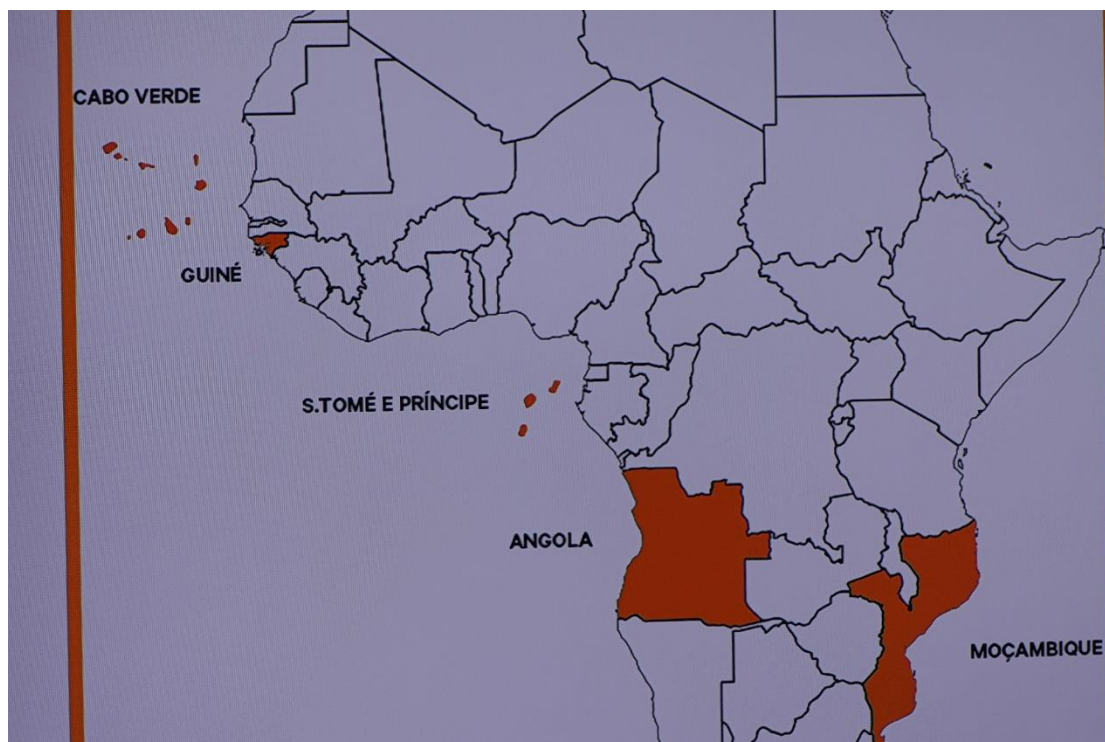 CABO VERDE
GUINÉ
S.TOMÉ E PRÍNCIPE
ANGOLA
MOÇAMBIQUE